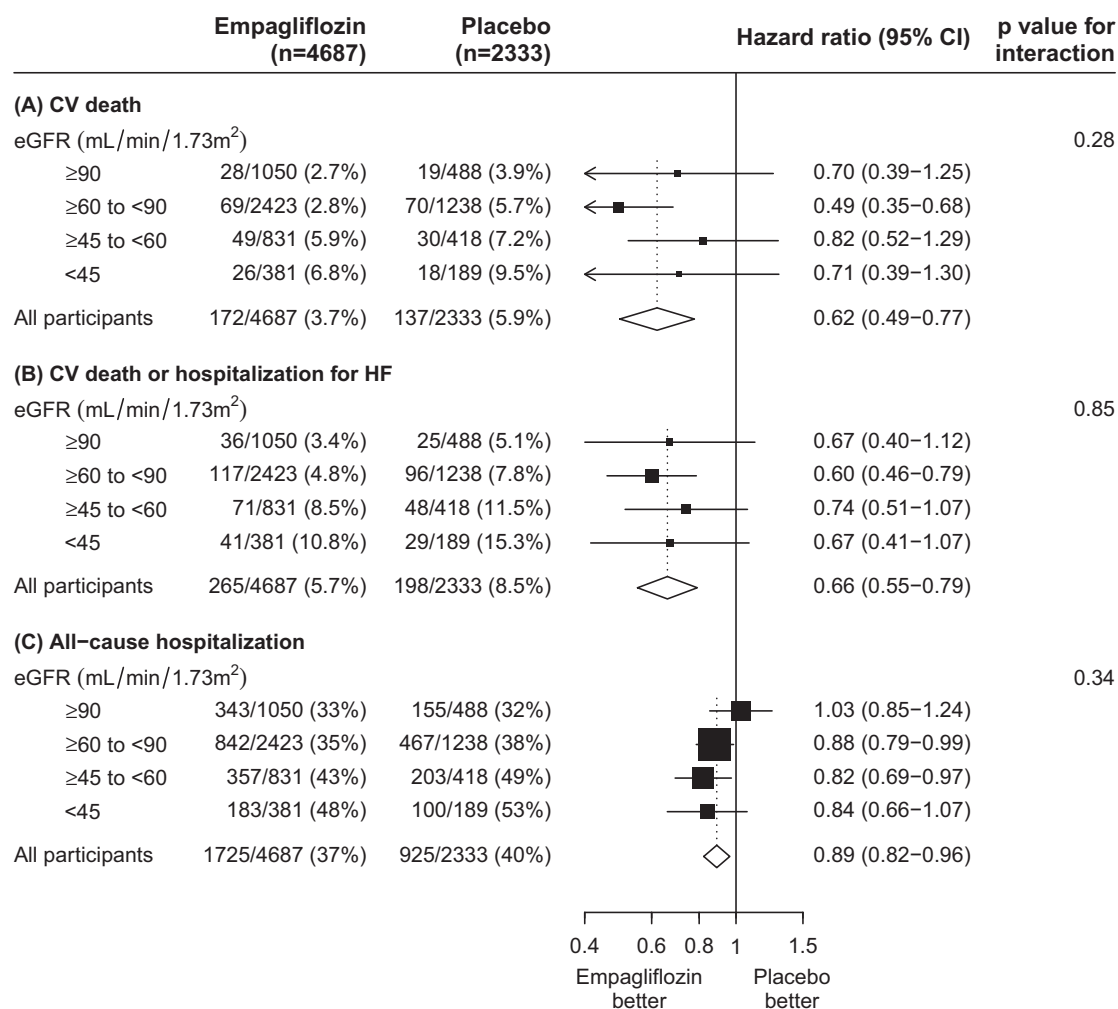 Empagliflozin (n=4687) Placebo (n=2333) Hazard ratio (95% CI) p value for interaction
(A) CV death
eGFR (mL/min/1.73m²) 0.28
≥90 28/1050 (2.7%) 19/488 (3.9%) 0.70 (0.39−1.25)
≥60 to <90 69/2423 (2.8%) 70/1238 (5.7%) 0.49 (0.35−0.68)
≥45 to <60 49/831 (5.9%) 30/418 (7.2%) 0.82 (0.52−1.29)
<45 26/381 (6.8%) 18/189 (9.5%) 0.71 (0.39−1.30)
All participants 172/4687 (3.7%) 137/2333 (5.9%) 0.62 (0.49−0.77)
(B) CV death or hospitalization for HF
eGFR (mL/min/1.73m²) 0.85
≥90 36/1050 (3.4%) 25/488 (5.1%) 0.67 (0.40−1.12)
≥60 to <90 117/2423 (4.8%) 96/1238 (7.8%) 0.60 (0.46−0.79)
≥45 to <60 71/831 (8.5%) 48/418 (11.5%) 0.74 (0.51−1.07)
<45 41/381 (10.8%) 29/189 (15.3%) 0.67 (0.41−1.07)
All participants 265/4687 (5.7%) 198/2333 (8.5%) 0.66 (0.55−0.79)
(C) All−cause hospitalization
eGFR (mL/min/1.73m²) 0.34
≥90 343/1050 (33%) 155/488 (32%) 1.03 (0.85−1.24)
≥60 to <90 842/2423 (35%) 467/1238 (38%) 0.88 (0.79−0.99)
≥45 to <60 357/831 (43%) 203/418 (49%) 0.82 (0.69−0.97)
<45 183/381 (48%) 100/189 (53%) 0.84 (0.66−1.07)
All participants 1725/4687 (37%) 925/2333 (40%) 0.89 (0.82−0.96)
0.4 0.6 0.8 1 1.5
Empagliflozin Placebo
better better